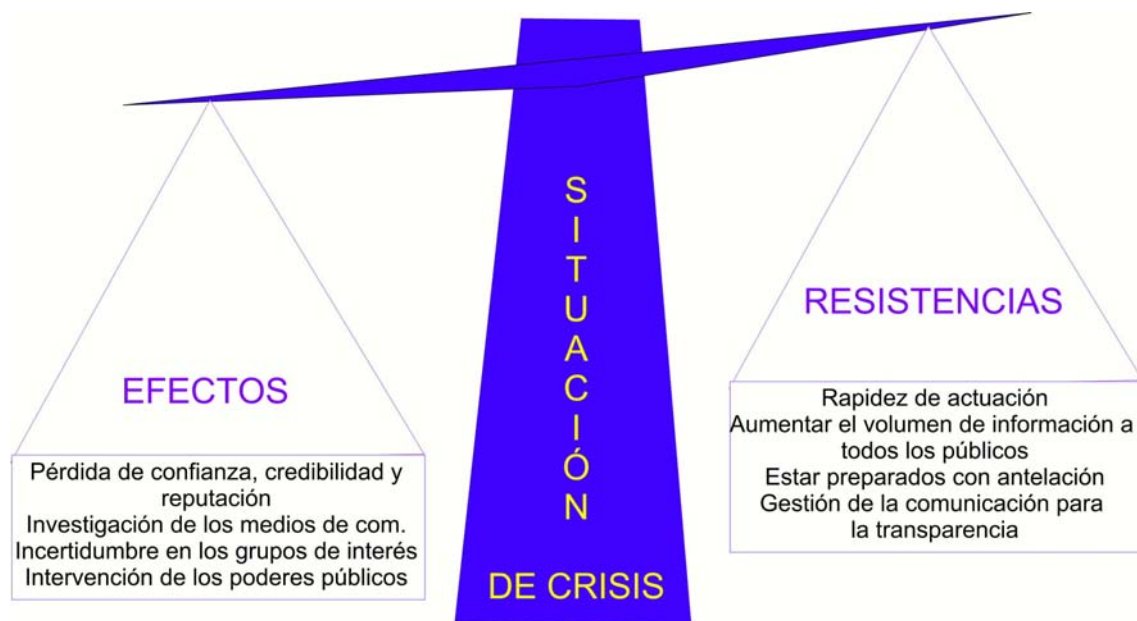 SITUACIÓN
DE CRISIS
EFECTOS
Pérdida de confianza, credibilidad y
reputación
Investigación de los medios de com.
Incertidumbre en los grupos de interés
Intervención de los poderes públicos
RESISTENCIAS
Rapidez de actuación
Aumentar el volumen de información a
todos los públicos
Estar preparados con antelación
Gestión de la comunicación para
la transparencia